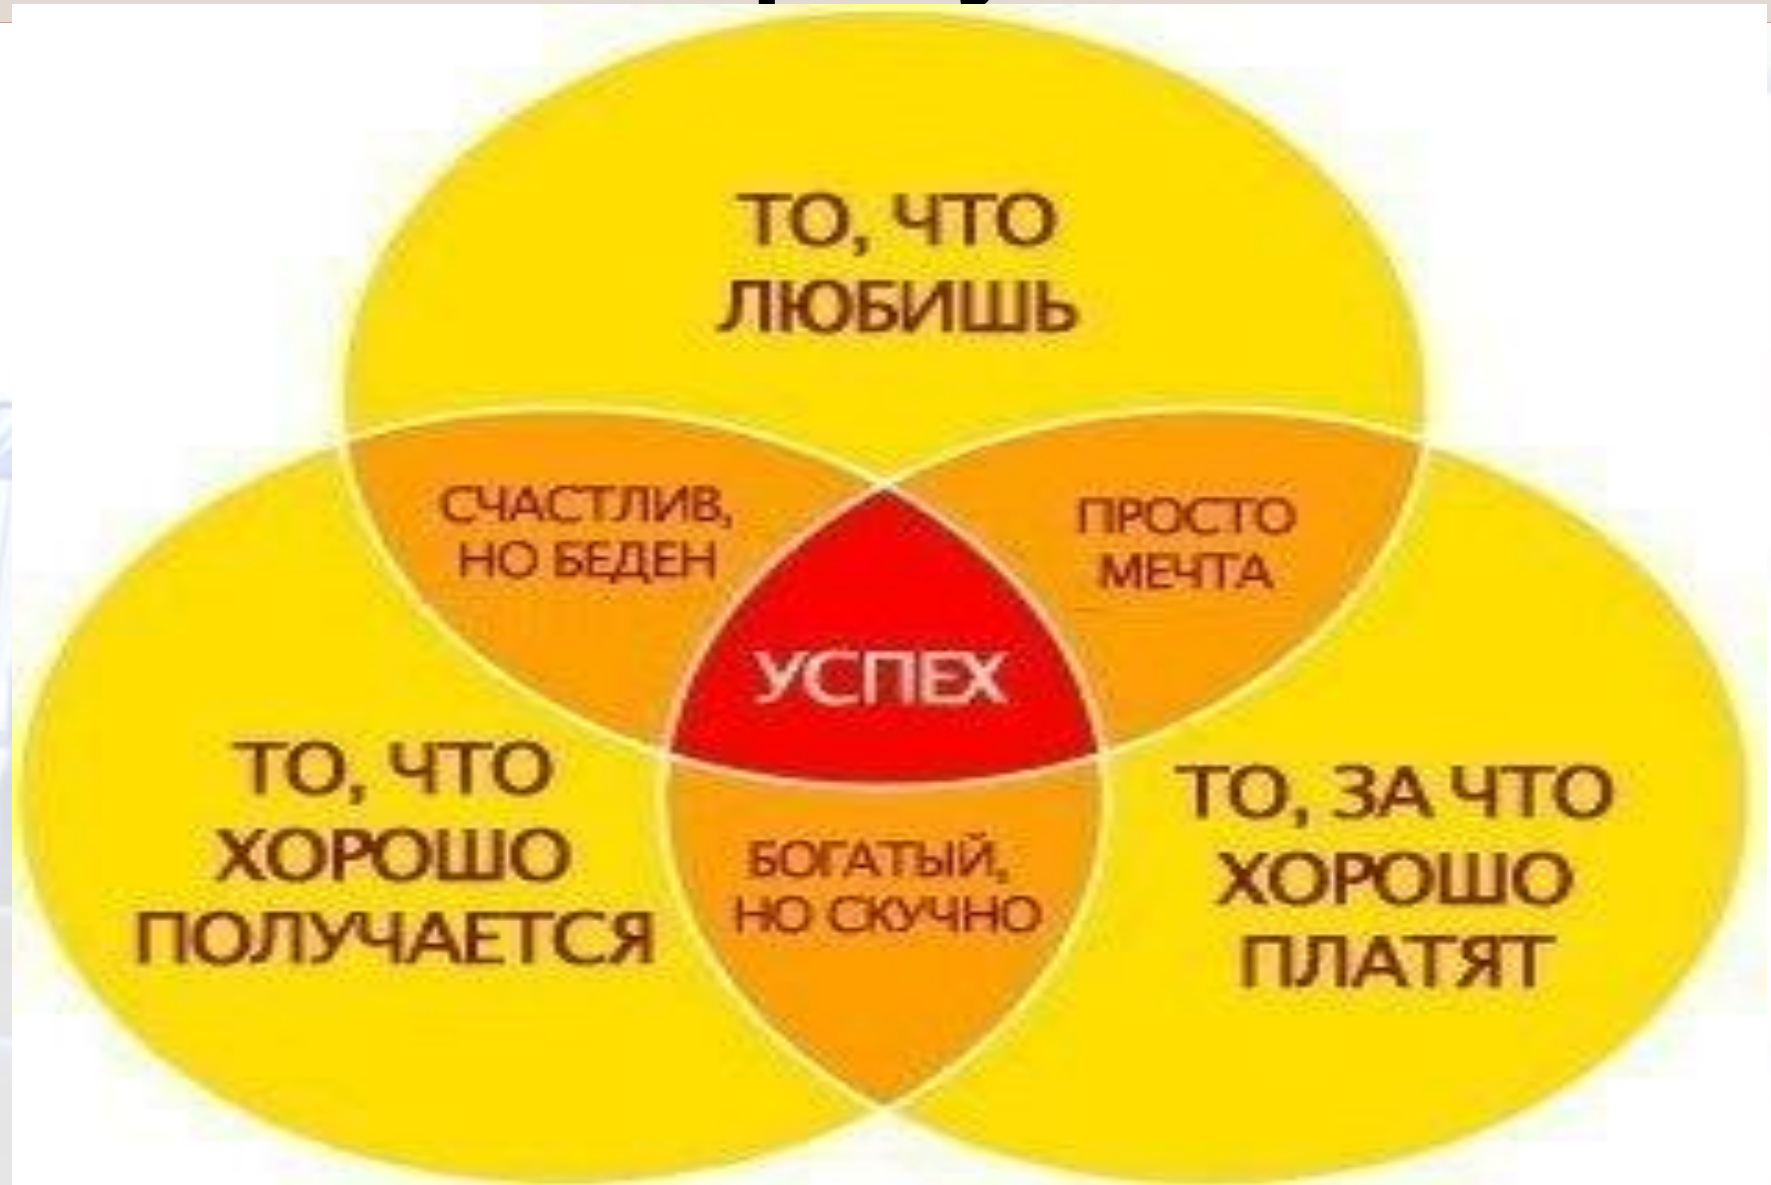 ТО, ЧТО
ЛЮБИШЬ
СЧАСТЛИВ,
НО БЕДЕН
ПРОСТО
МЕЧТА
УСПЕХ
ТО, ЧТО
ХОРОШО
ПОЛУЧАЕТСЯ
БОГАТЫЙ,
НО СКУЧНО
ТО, ЗА ЧТО
ХОРОШО
ПЛАТЯТ